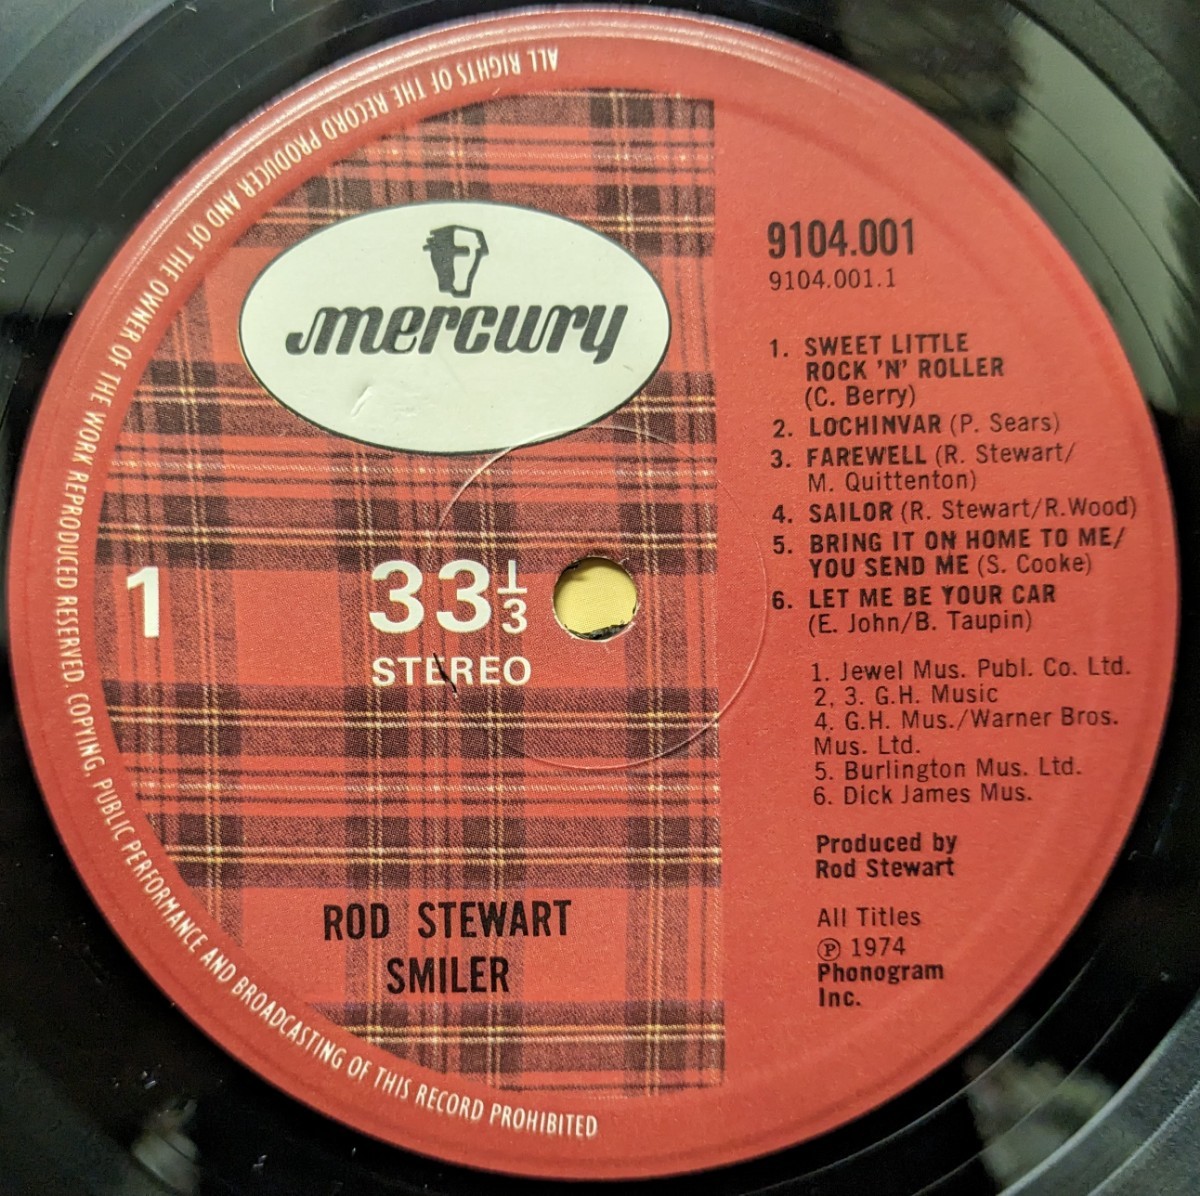 ALL RIGHTS OF THE RECORD PRODUCER AND OF THE OWNER OF THE WORK REPRODUCED RESERVED. COPYING, PUBLIC PERFORMANCE AND BROADCASTING OF THIS RECORD PROHIBITED
mercury
1
33 1/3
STEREO
ROD STEWART
SMILER
9104.001
9104.001.1
1. SWEET LITTLE
ROCK 'N' ROLLER
(C. Berry)
2. LOCHINVAR (P. Sears)
3. FAREWELL (R. Stewart/
M. Quittenton)
4. SAILOR (R. Stewart/R.Wood)
5. BRING IT ON HOME TO ME/
YOU SEND ME (S. Cooke)
6. LET ME BE YOUR CAR
(E. John/B. Taupin)
1. Jewel Mus. Publ. Co. Ltd.
2, 3. G.H. Music
4. G.H. Mus./Warner Bros.
Mus. Ltd.
5. Burlington Mus. Ltd.
6. Dick James Mus.
Produced by
Rod Stewart
All Titles
℗ 1974
Phonogram
Inc.